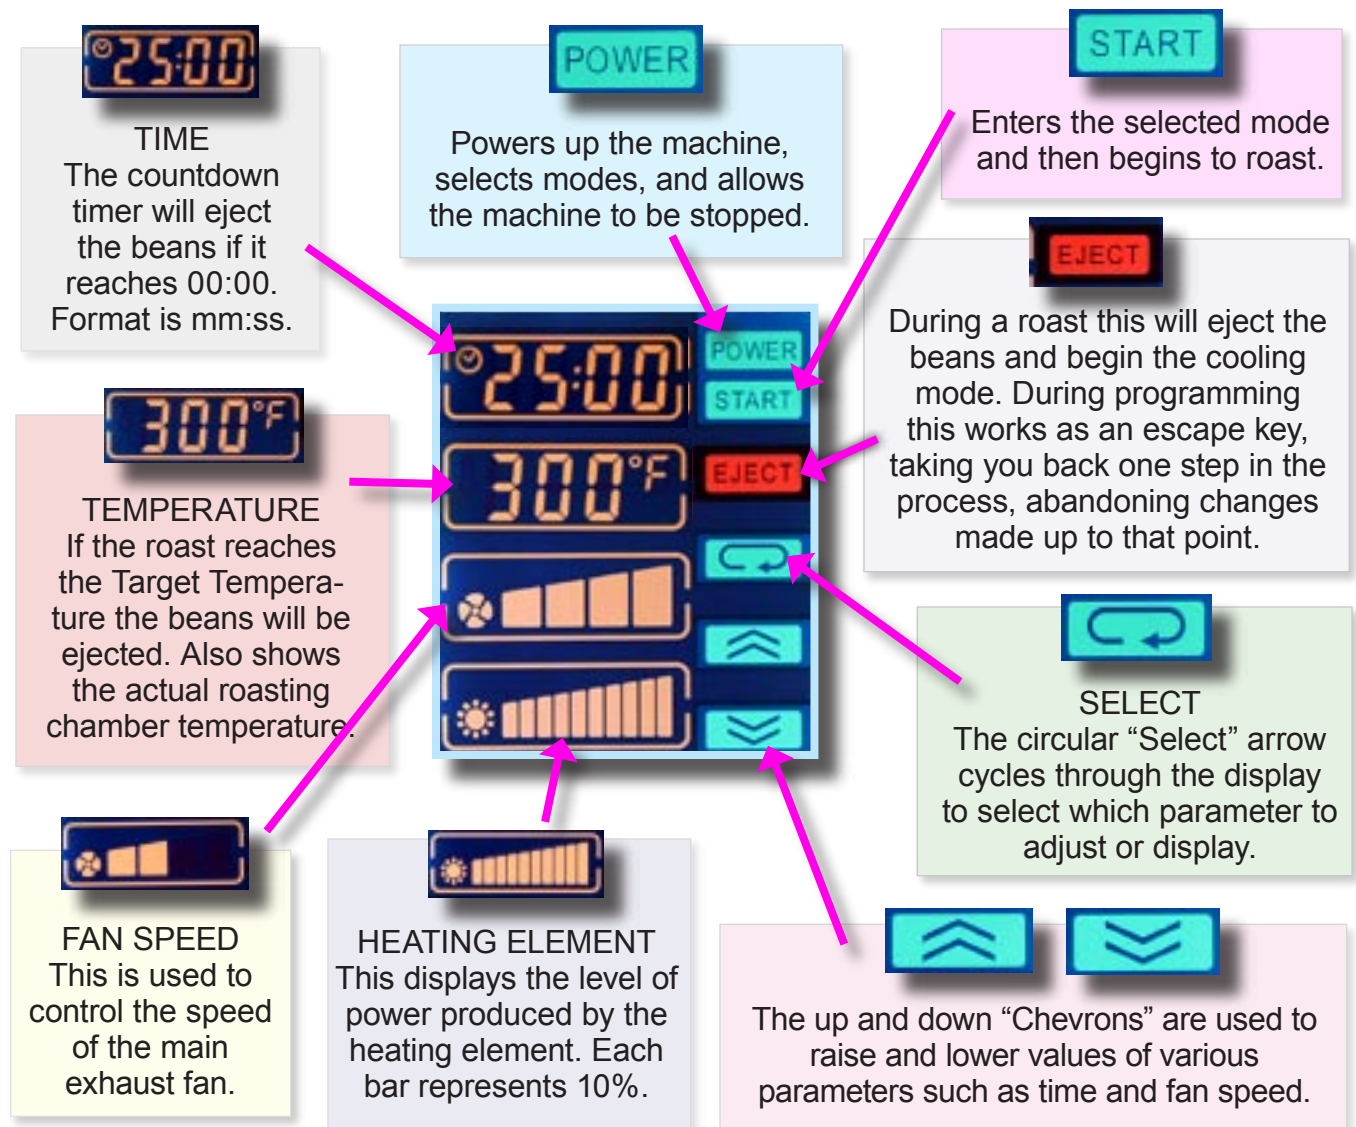 25:00
TIME
The countdown
timer will eject
the beans if it
reaches 00:00.
Format is mm:ss.
POWER
Powers up the machine,
selects modes, and allows
the machine to be stopped.
START
Enters the selected mode
and then begins to roast.
EJECT
During a roast this will eject the
beans and begin the cooling
mode. During programming
this works as an escape key,
taking you back one step in the
process, abandoning changes
made up to that point.
25:00
POWER
START
300°F
EJECT
300°F
TEMPERATURE
If the roast reaches
the Target Tempera-
ture the beans will be
ejected. Also shows
the actual roasting
chamber temperature.
SELECT
The circular “Select” arrow
cycles through the display
to select which parameter to
adjust or display.
FAN SPEED
This is used to
control the speed
of the main
exhaust fan.
HEATING ELEMENT
This displays the level of
power produced by the
heating element. Each
bar represents 10%.
The up and down “Chevrons” are used to
raise and lower values of various
parameters such as time and fan speed.